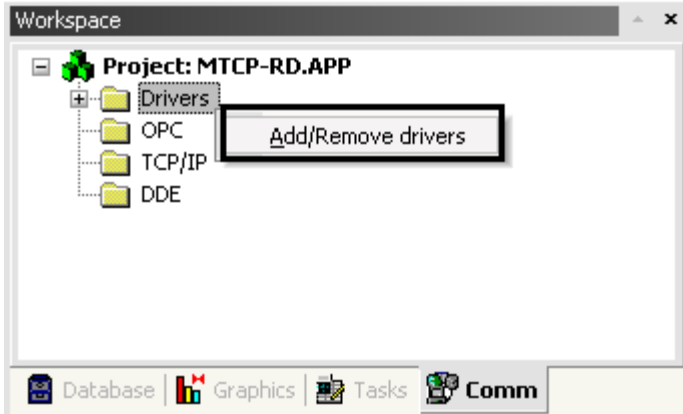 Workspace
Project: MTCP-RD.APP
Drivers
OPC
Add/Remove drivers
TCP/IP
DDE
Database Graphics Tasks Comm